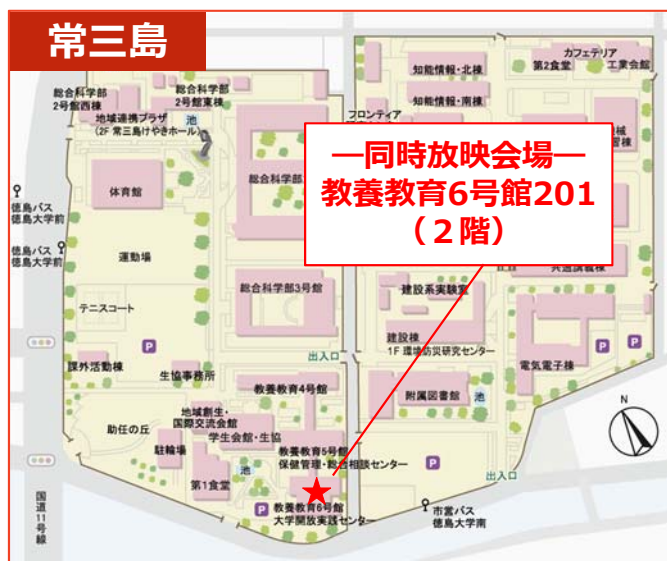 常三島
総合科学部
2号館西棟
総合科学部
2号館東棟
地域連携プラザ
(2F 常三島けやきホール)
池
体育館
総合科学部
徳島バス
徳島大学前
徳島バス
徳島大学前
運動場
総合科学部3号館
テニスコート
P
課外活動棟
生協事務所
出入口
教養教育4号館
地域創生・
国際交流会館
学生会館・生協
助任の丘
駐輪場
教養教育5号館
保健管理・総合相談センター
池
第1食堂
P
教養教育6号館
大学開放実践センター
国道11号線
知能情報・北棟
カフェテリア
第2食堂
工業会館
知能情報・南棟
フロンティア
―同時放映会場―
教養教育6号館201
(２階)
共通講義棟
建設系実験室
建設棟
1F 環境防災研究センター
電気電子棟
P
P
附属図書館
池
P
出入口
市営バス
徳島大学南
N